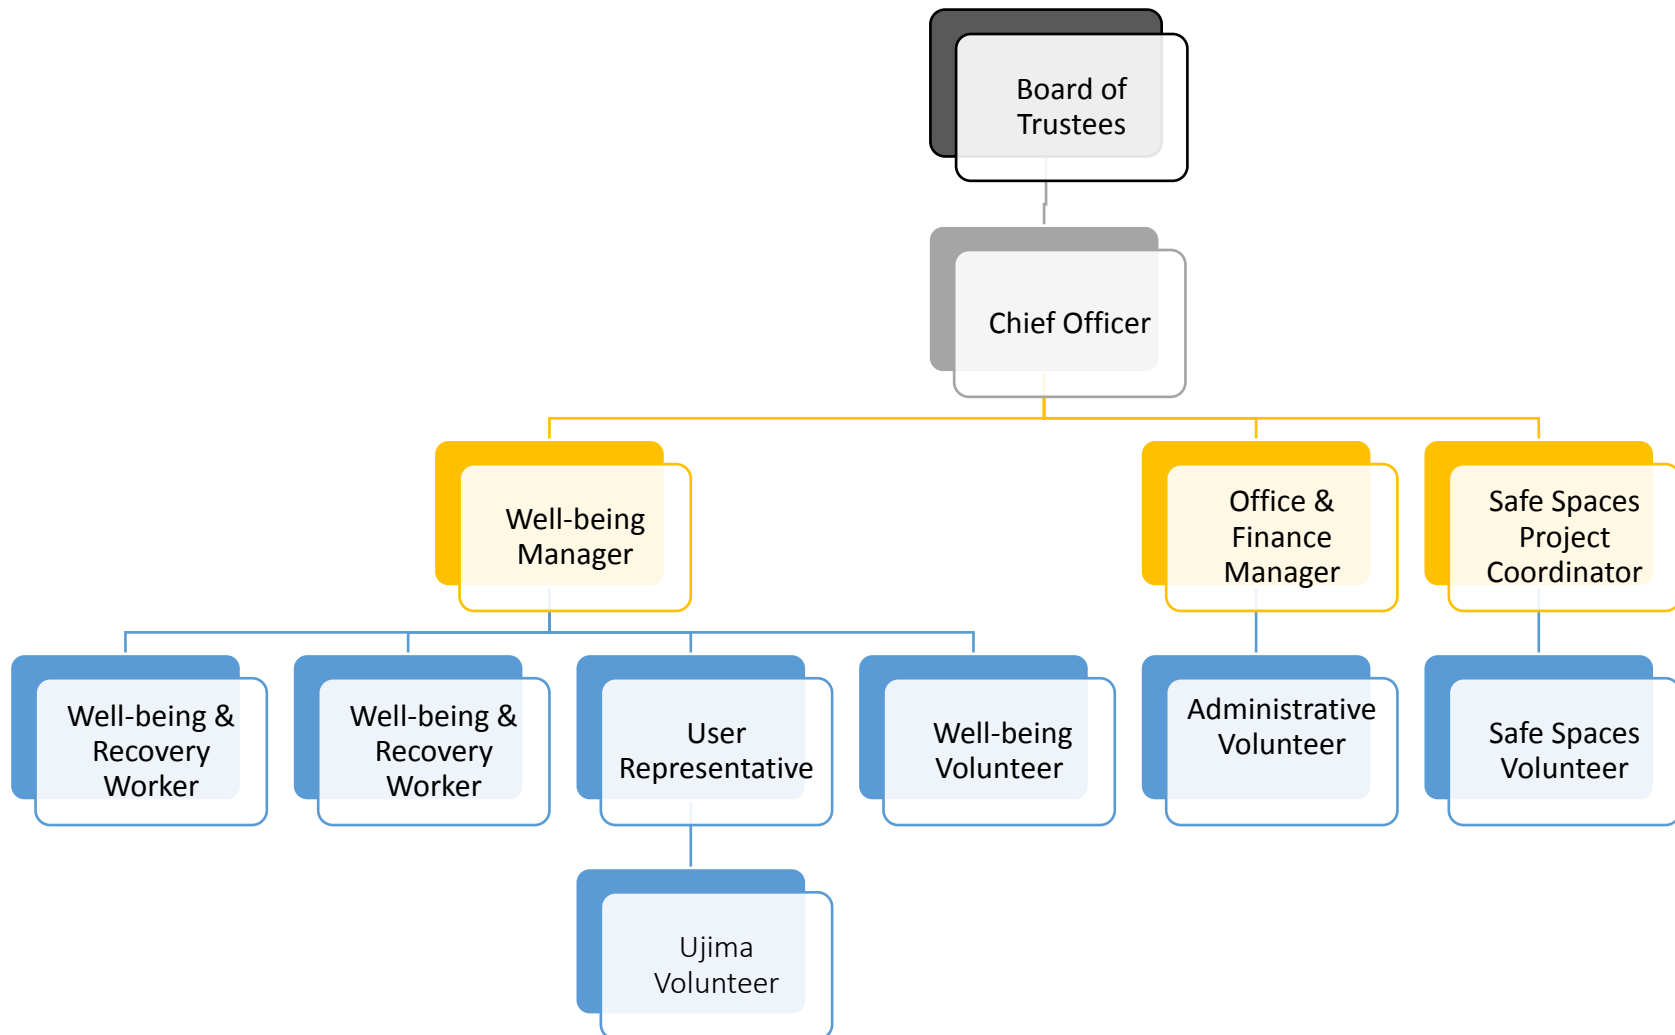 Board of
Trustees
Chief Officer
Well-being
Manager
Office &
Finance
Manager
Safe Spaces
Project
Coordinator
Well-being &
Recovery
Worker
Well-being &
Recovery
Worker
User
Representative
Well-being
Volunteer
Administrative
Volunteer
Safe Spaces
Volunteer
Ujima
Volunteer